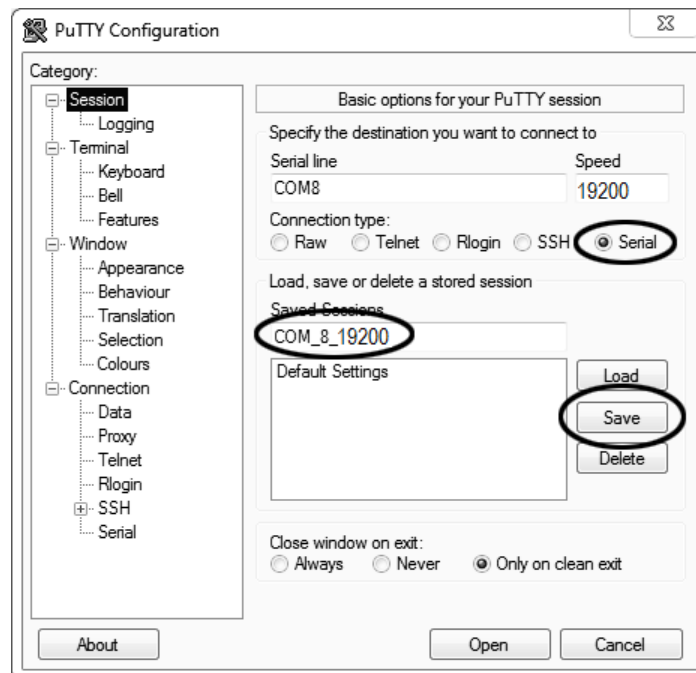 PuTTY Configuration
Category:
Session
Logging
Terminal
Keyboard
Bell
Features
Window
Appearance
Behaviour
Translation
Selection
Colours
Connection
Data
Proxy
Telnet
Rlogin
SSH
Serial
Basic options for your PuTTY session
Specify the destination you want to connect to
Serial line Speed
COM8 19200
Connection type:
Raw Telnet Rlogin SSH Serial
Load, save or delete a stored session
Saved Sessions
COM_8_19200
Default Settings
Load
Save
Delete
Close window on exit:
Always Never Only on clean exit
About Open Cancel